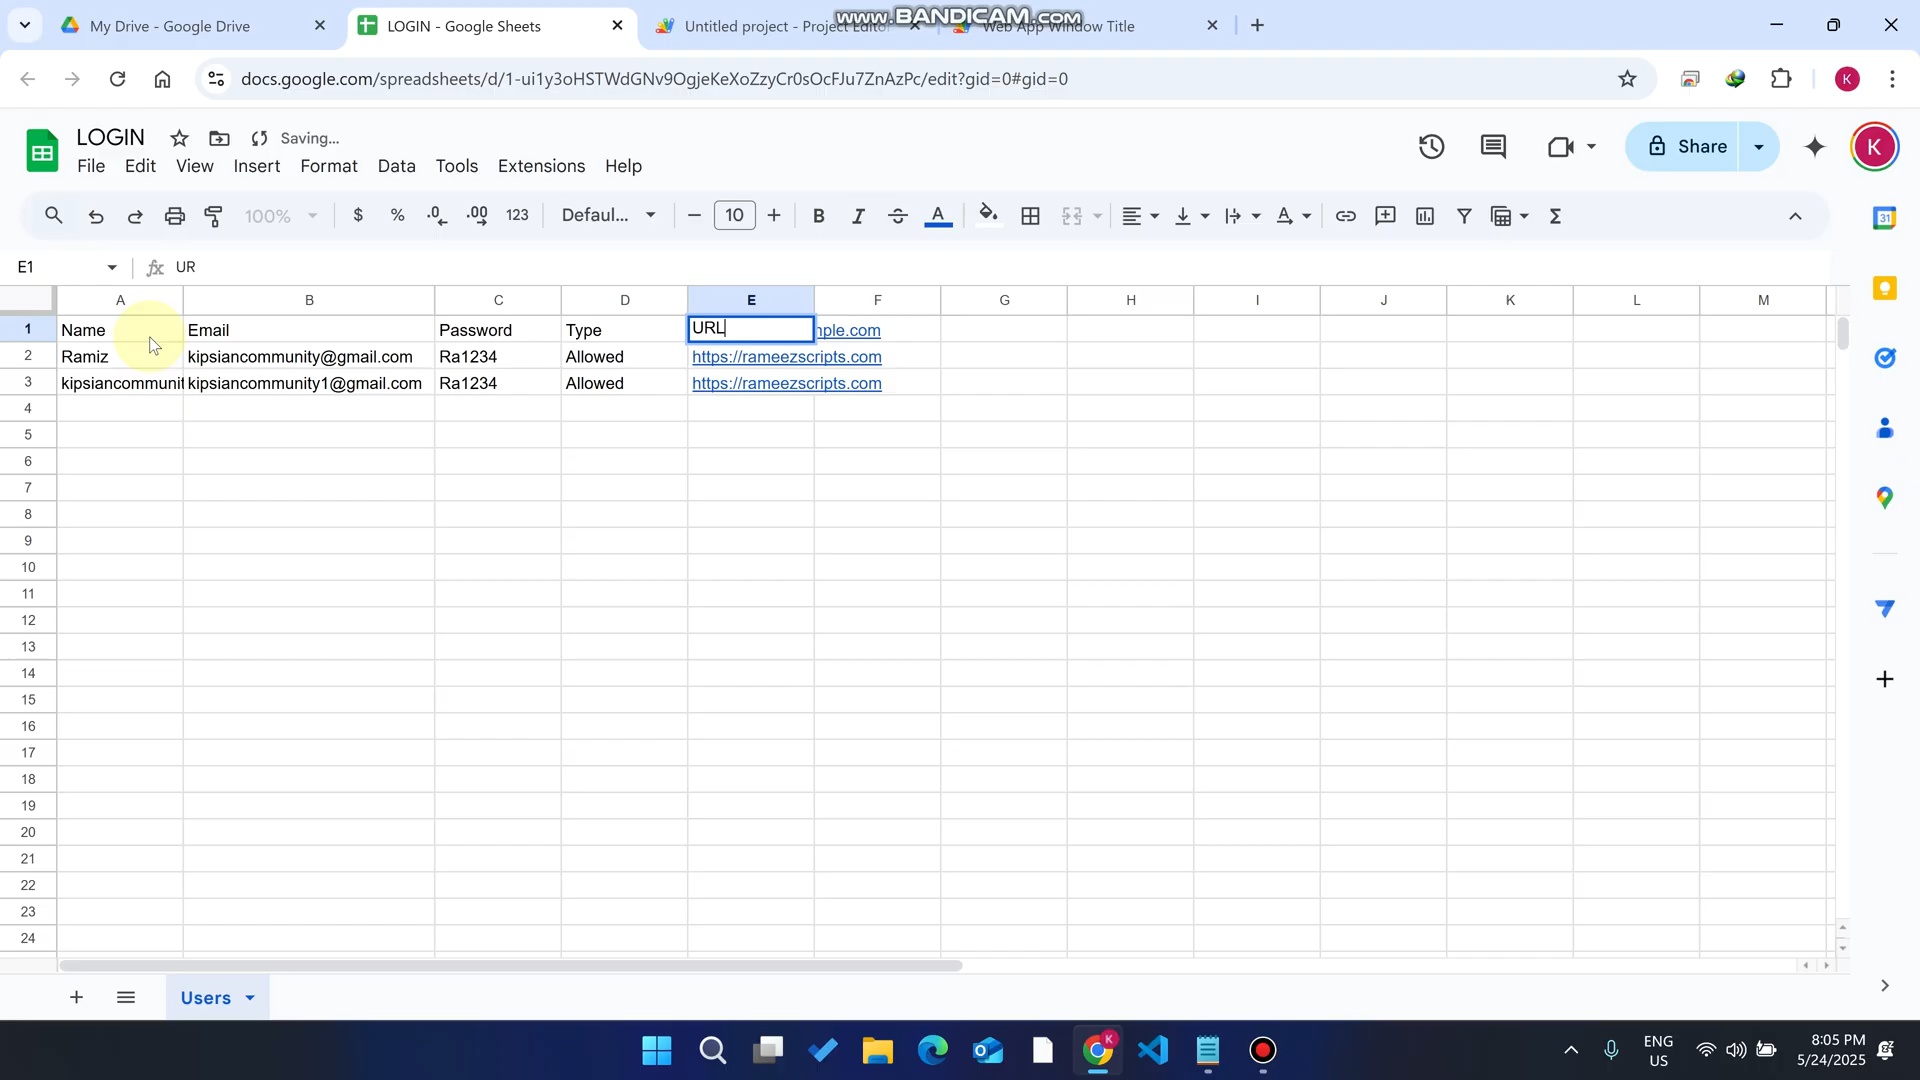 www.BANDICAM.com
My Drive - Google Drive
LOGIN - Google Sheets
Untitled project - Project Editor
Web App Window Title
docs.google.com/spreadsheets/d/1-ui1y3oHSTWdGNv9OgjeKeXoZzyCr0sOcFJu7ZnAzPc/edit?gid=0#gid=0
K
LOGIN
Saving...
File Edit View Insert Format Data Tools Extensions Help
Share
K
100%
$ % .0 .00 123
Defaul...
10
B I A
31
E1
fx UR
A B C D E F G H I J K L M
1 Name Email Password Type URL mple.com
2 Ramiz kipsiancommunity@gmail.com Ra1234 Allowed https://rameezscripts.com
3 kipsiancommunit kipsiancommunity1@gmail.com Ra1234 Allowed https://rameezscripts.com
4
5
6
7
8
9
10
11
12
13
14
15
16
17
18
19
20
21
22
23
24
Users
K
ENG
US
8:05 PM
5/24/2025